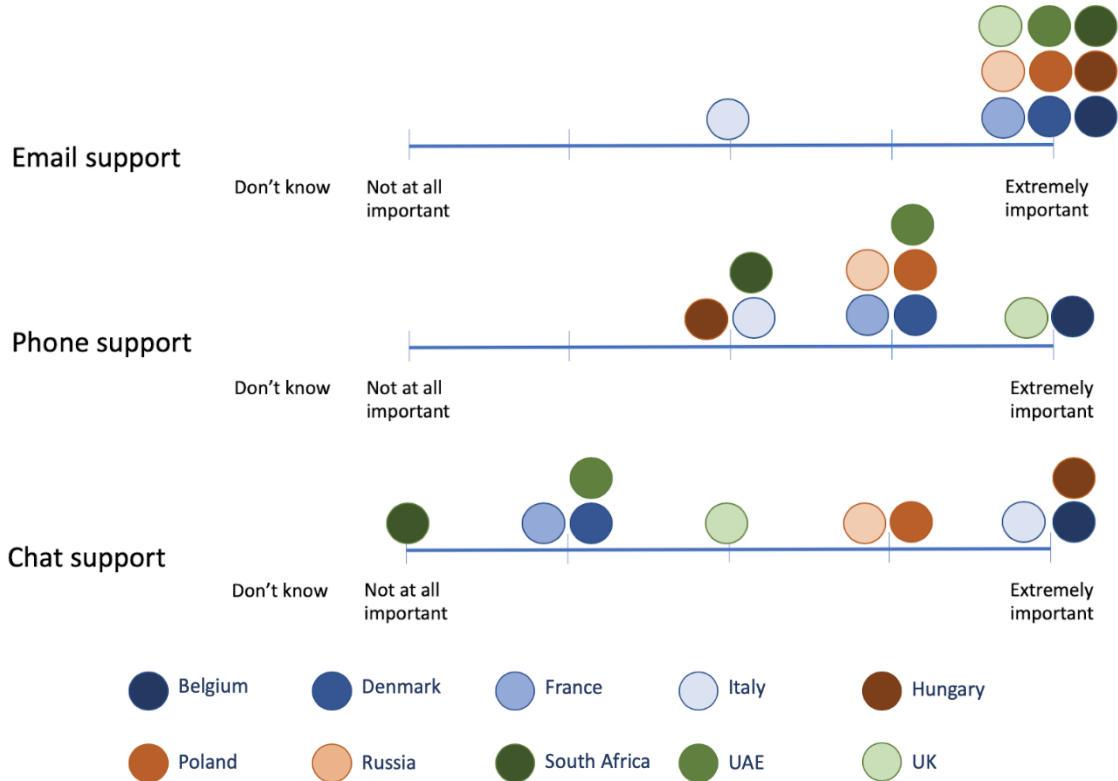 Email support
Don't know
Not at all
important
Extremely
important
Phone support
Don't know
Not at all
important
Extremely
important
Chat support
Don't know
Not at all
important
Extremely
important
Belgium
Denmark
France
Italy
Hungary
Poland
Russia
South Africa
UAE
UK